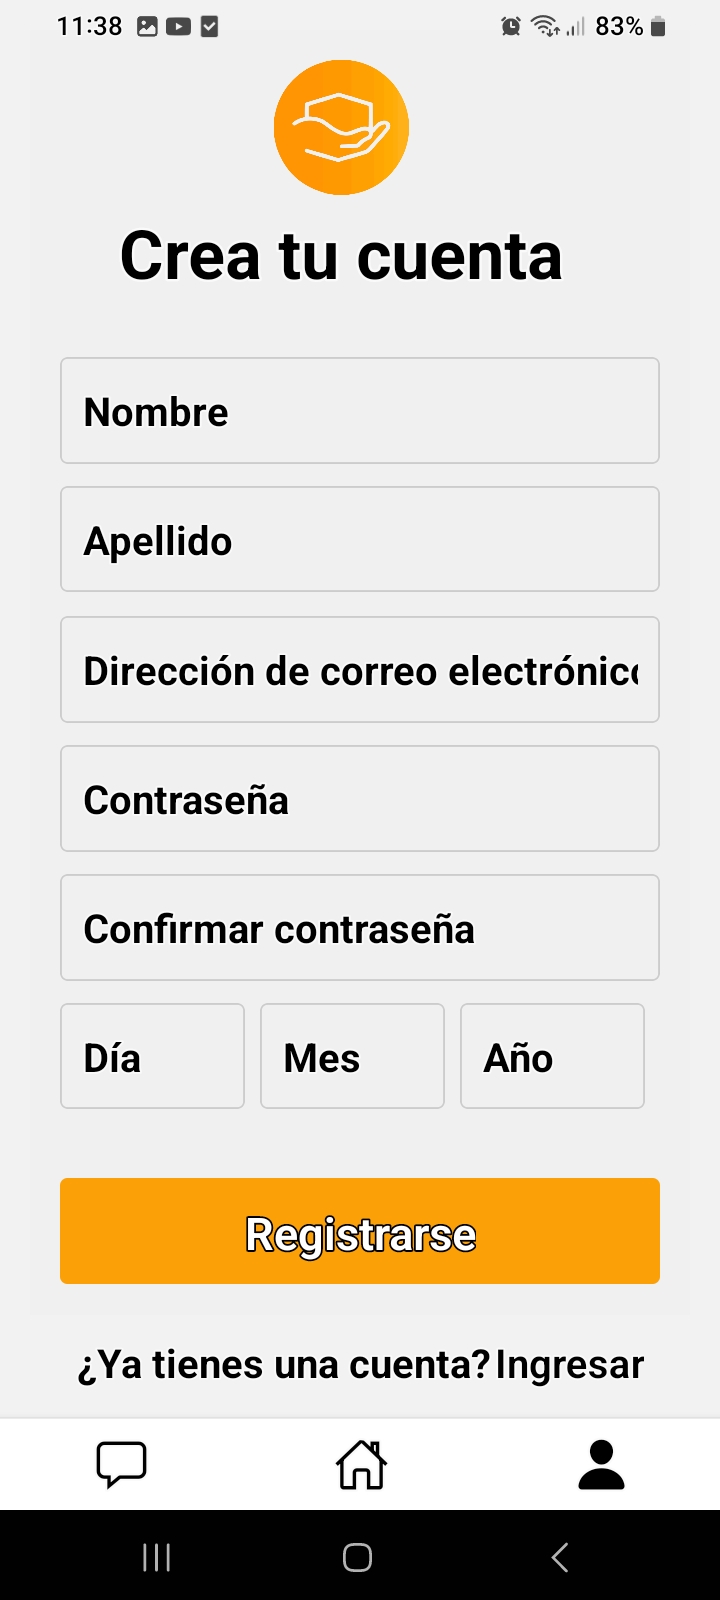 11:38 83%
Crea tu cuenta
Nombre
Apellido
Dirección de correo electrónic
Contraseña
Confirmar contraseña
Día Mes Año
Registrarse
¿Ya tienes una cuenta? Ingresar